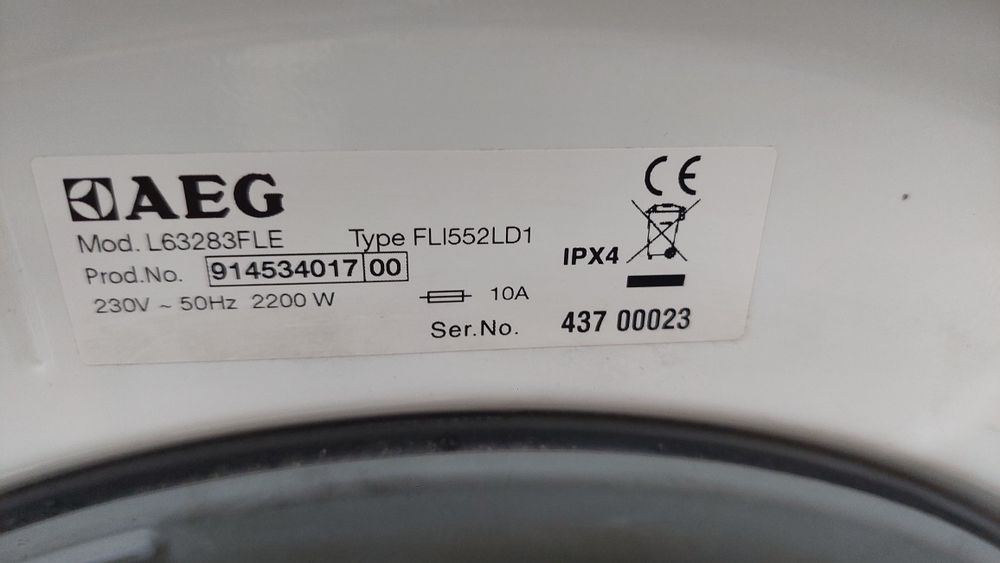 AEG
Mod. L63283FLE Type FLI552LD1
Prod.No. 914534017 00
230V ~ 50Hz 2200 W 10A
Ser.No. 437 00023
CE
IPX4